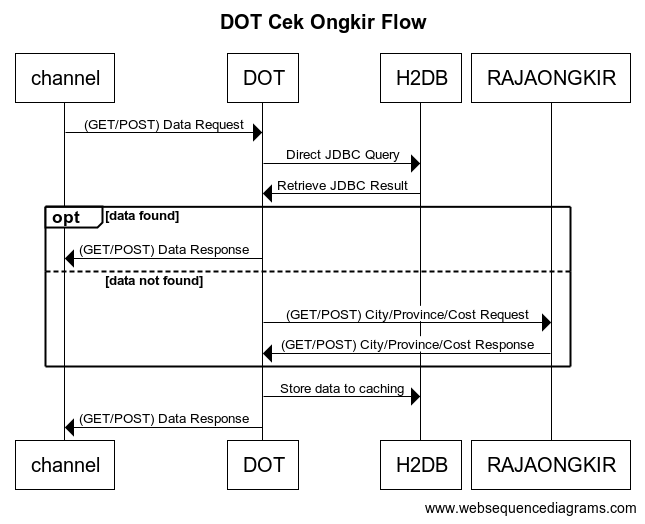 DOT Cek Ongkir Flow
channel DOT H2DB RAJAONGKIR
(GET/POST) Data Request
Direct JDBC Query
Retrieve JDBC Result
opt [data found]
(GET/POST) Data Response
[data not found]
(GET/POST) City/Province/Cost Request
(GET/POST) City/Province/Cost Response
Store data to caching
(GET/POST) Data Response
channel DOT H2DB RAJAONGKIR
www.websequencediagrams.com